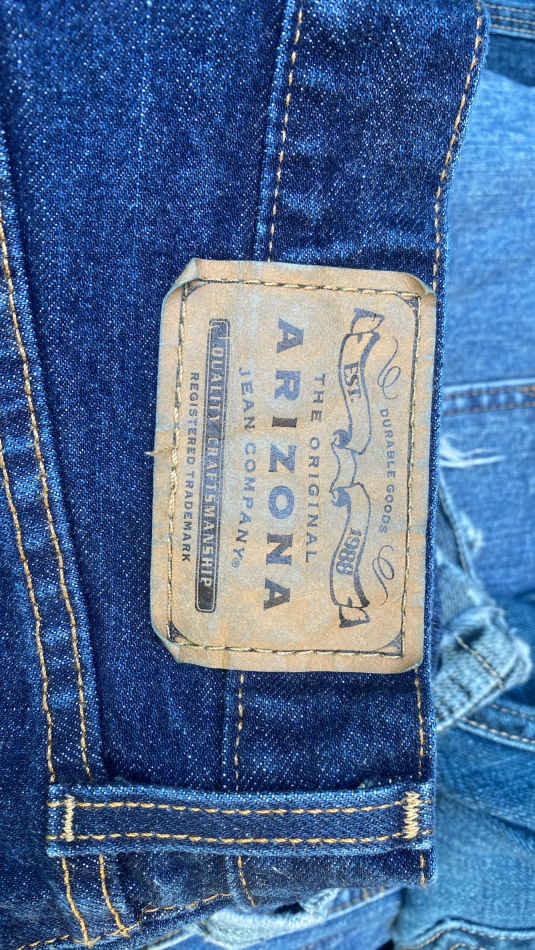 DURABLE GOODS
EST. 1988
THE ORIGINAL
ARIZONA
JEAN COMPANY®
QUALITY CRAFTSMANSHIP
REGISTERED TRADEMARK